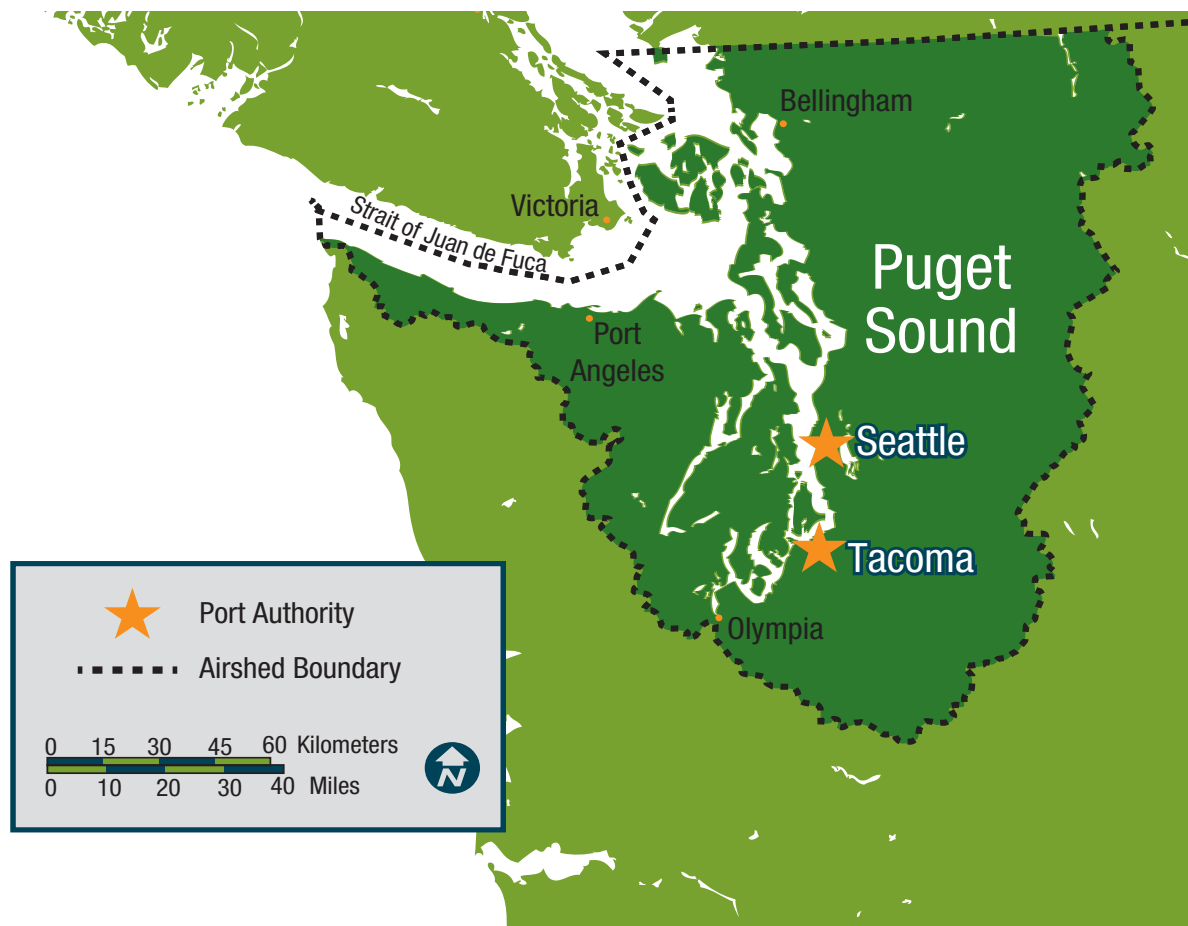 Bellingham
Victoria
Strait of Juan de Fuca
Puget
Sound
Port
Angeles
Seattle
Tacoma
Olympia
Port Authority
Airshed Boundary
0 15 30 45 60 Kilometers
0 10 20 30 40 Miles
N